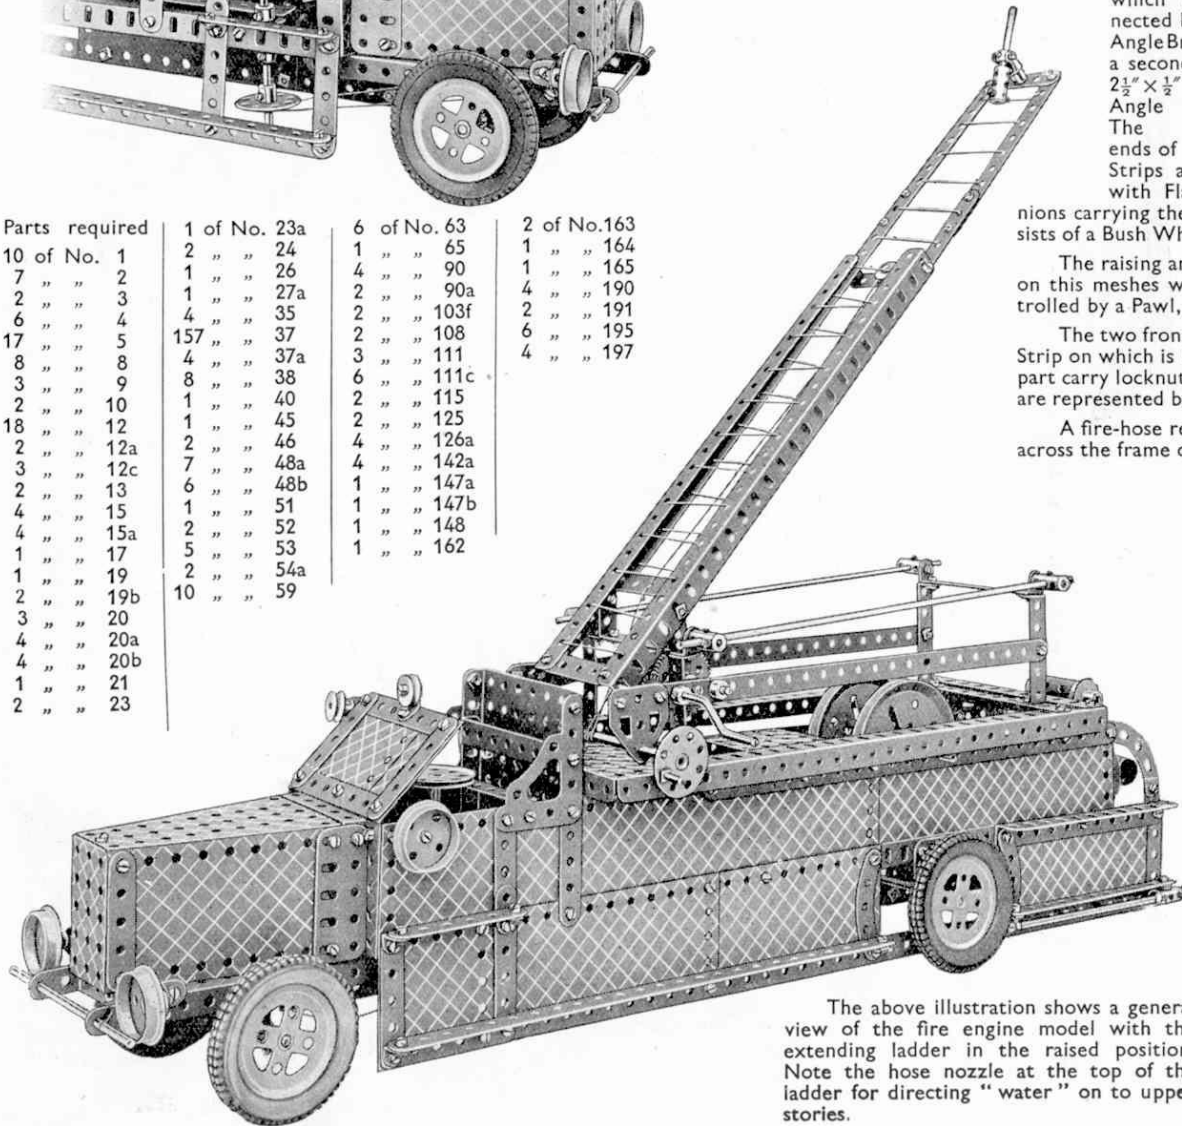 Parts required
10 of No. 1
7 „ „ 2
2 „ „ 3
6 „ „ 4
17 „ „ 5
8 „ „ 8
3 „ „ 9
2 „ „ 10
18 „ „ 12
2 „ „ 12a
3 „ „ 12c
2 „ „ 13
4 „ „ 15
4 „ „ 15a
1 „ „ 17
1 „ „ 19
2 „ „ 19b
3 „ „ 20
4 „ „ 20a
4 „ „ 20b
1 „ „ 21
2 „ „ 23
1 of No. 23a
2 „ „ 24
1 „ „ 26
1 „ „ 27a
4 „ „ 35
157 „ „ 37
4 „ „ 37a
8 „ „ 38
1 „ „ 40
1 „ „ 45
2 „ „ 46
7 „ „ 48a
6 „ „ 48b
1 „ „ 51
2 „ „ 52
5 „ „ 53
2 „ „ 54a
10 „ „ 59
6 of No. 63
1 „ „ 65
4 „ „ 90
2 „ „ 90a
2 „ „ 103f
2 „ „ 108
3 „ „ 111
6 „ „ 111c
2 „ „ 115
2 „ „ 125
4 „ „ 126a
4 „ „ 142a
1 „ „ 147a
1 „ „ 147b
1 „ „ 148
1 „ „ 162
2 of No. 163
1 „ „ 164
1 „ „ 165
4 „ „ 190
2 „ „ 191
6 „ „ 195
4 „ „ 197
which
nected
Angle Br
a second
2½" × ½"
Angle
The
ends of
Strips a
with Fl
nions carrying the
sists of a Bush Wh
The raising an
on this meshes w
trolled by a Pawl,
The two fron
Strip on which is
part carry locknut
are represented b
A fire-hose re
across the frame
The above illustration shows a genera
view of the fire engine model with th
extending ladder in the raised position
Note the hose nozzle at the top of th
ladder for directing “ water ” on to uppe
stories.